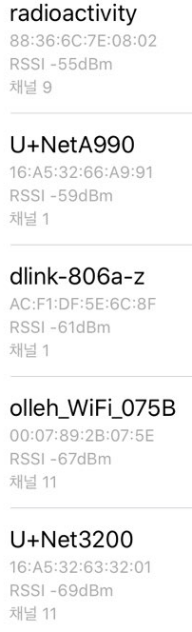 radioactivity
88:36:6C:7E:08:02
RSSI -55dBm
채널 9
U+NetA990
16:A5:32:66:A9:91
RSSI -59dBm
채널 1
dlink-806a-z
AC:F1:DF:5E:6C:8F
RSSI -61dBm
채널 1
olleh_WiFi_075B
00:07:89:2B:07:5E
RSSI -67dBm
채널 11
U+Net3200
16:A5:32:63:32:01
RSSI -69dBm
채널 11